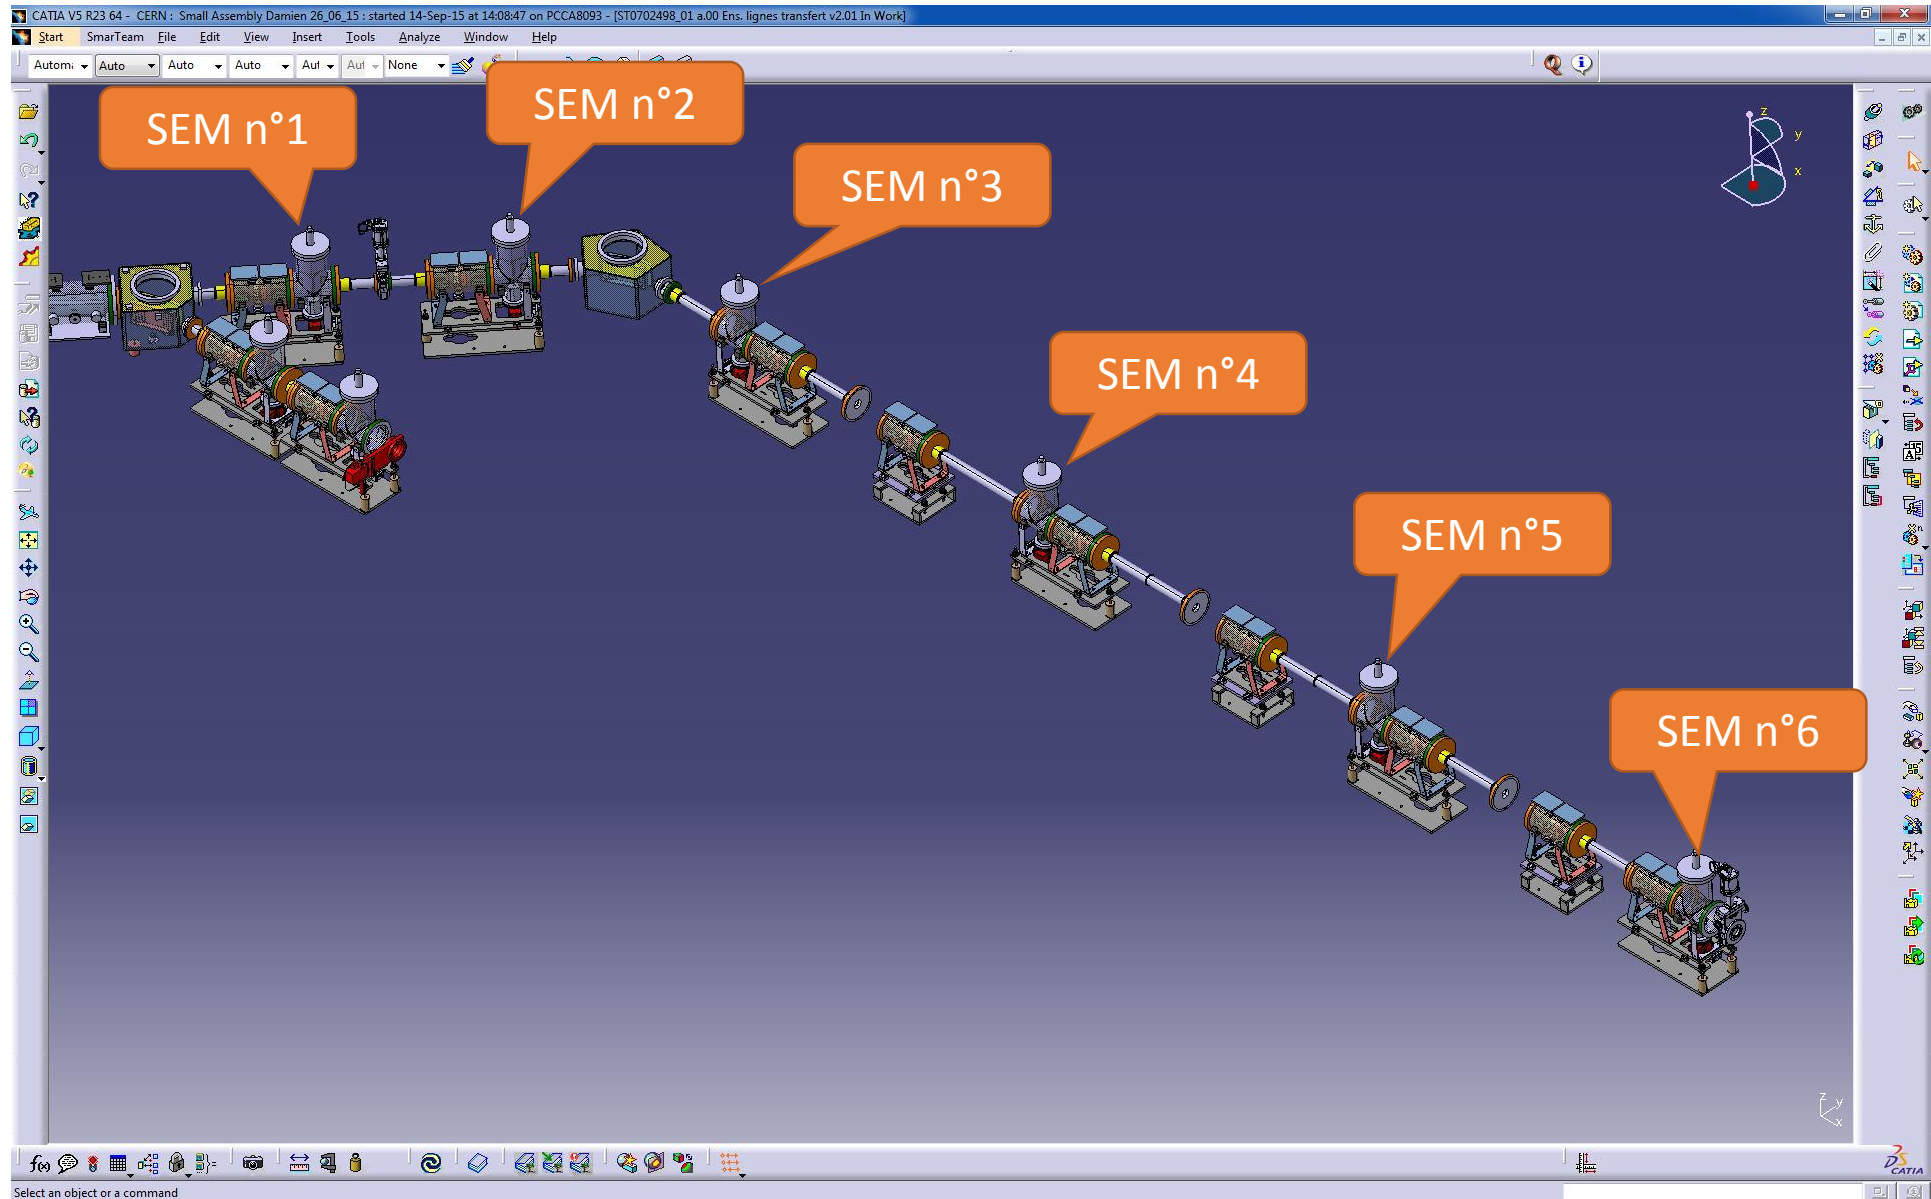 CATIA V5 R23 64 - CERN : Small Assembly Damien 26_06_15 : started 14-Sep-15 at 14:08:47 on PCCA8093 - [ST0702498_01 a.00 Ens. lignes transfert v2.01 In Work]
Start SmarTeam File Edit View Insert Tools Analyze Window Help
Auto Auto Auto Aut Aut None
SEM n°1
SEM n°2
SEM n°3
SEM n°4
SEM n°5
SEM n°6
z
y
x
z y
x
f(x)
CATIA
Select an object or a command